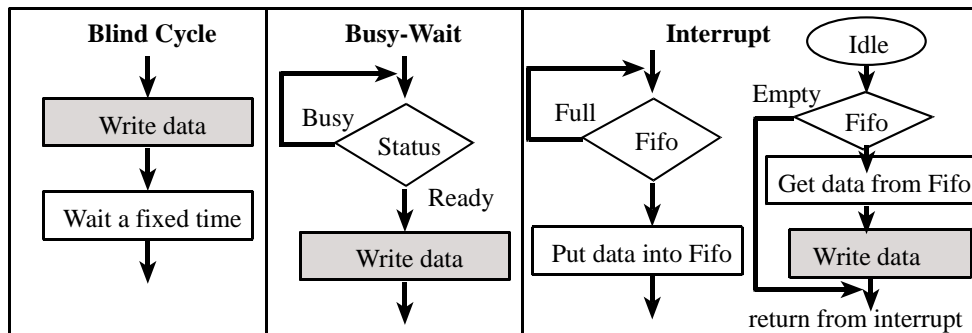 Blind Cycle
Write data
Wait a fixed time
Busy-Wait
Busy
Status
Ready
Write data
Interrupt
Full
Fifo
Put data into Fifo
Idle
Empty
Fifo
Get data from Fifo
Write data
return from interrupt